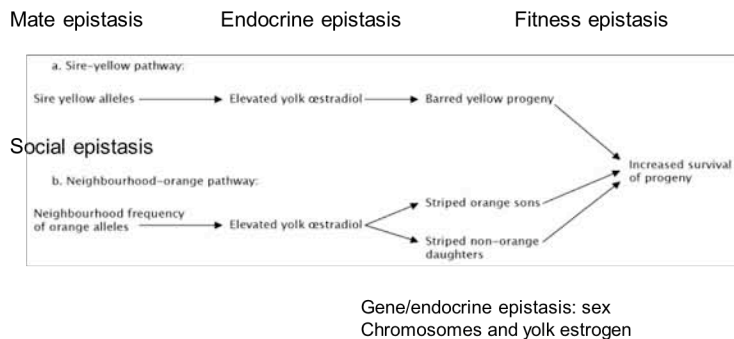 Mate epistasis Endocrine epistasis Fitness epistasis
a. Sire-yellow pathway:
Sire yellow alleles Elevated yolk œstradiol Barred yellow progeny
Social epistasis
Increased survival
of progeny
b. Neighbourhood-orange pathway:
Striped orange sons
Neighbourhood frequency
of orange alleles
Elevated yolk œstradiol
Striped non-orange
daughters
Gene/endocrine epistasis: sex
Chromosomes and yolk estrogen